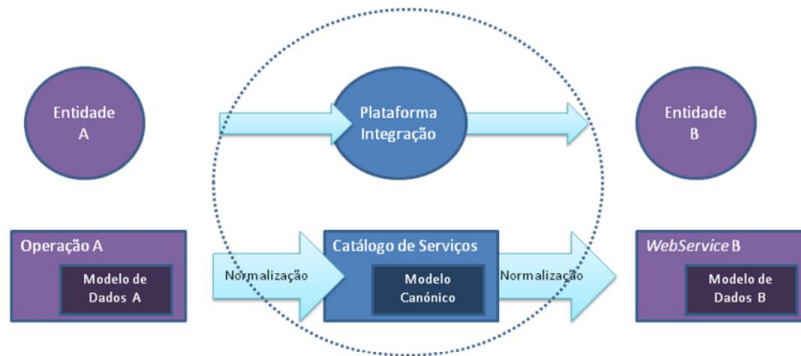 Entidade
A
Plataforma
Integração
Entidade
B
Operação A
Modelo de
Dados A
Normalização
Catálogo de Serviços
Modelo
Canónico
Normalização
WebService B
Modelo de
Dados B